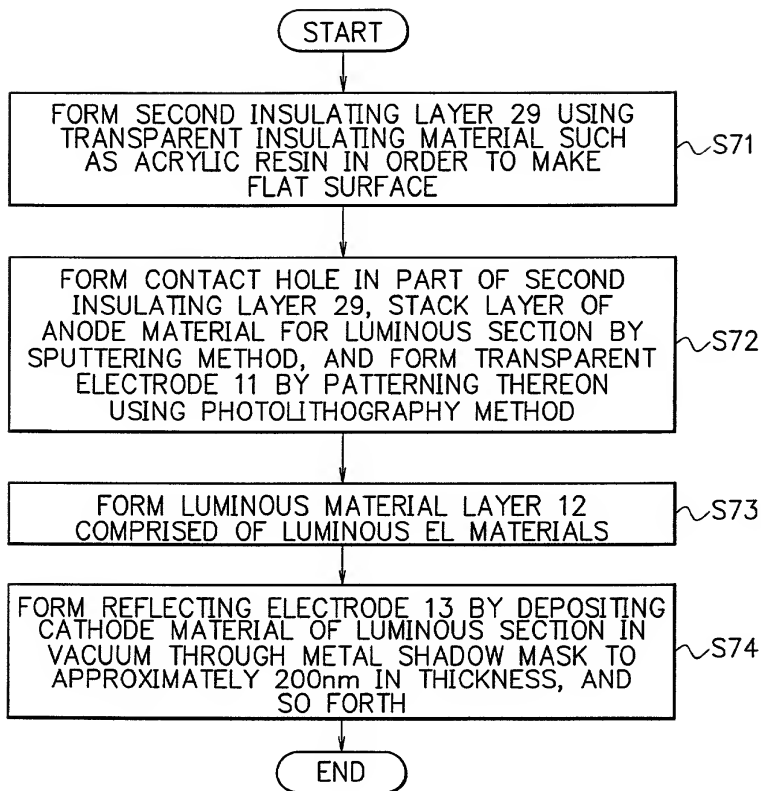 START
FORM SECOND INSULATING LAYER 29 USING
TRANSPARENT INSULATING MATERIAL SUCH
AS ACRYLIC RESIN IN ORDER TO MAKE
FLAT SURFACE
S71
FORM CONTACT HOLE IN PART OF SECOND
INSULATING LAYER 29, STACK LAYER OF
ANODE MATERIAL FOR LUMINOUS SECTION BY
SPUTTERING METHOD, AND FORM TRANSPARENT
ELECTRODE 11 BY PATTERNING THEREON
USING PHOTOLITHOGRAPHY METHOD
S72
FORM LUMINOUS MATERIAL LAYER 12
COMPRISED OF LUMINOUS EL MATERIALS
S73
FORM REFLECTING ELECTRODE 13 BY DEPOSITING
CATHODE MATERIAL OF LUMINOUS SECTION IN
VACUUM THROUGH METAL SHADOW MASK TO
APPROXIMATELY 200nm IN THICKNESS, AND
SO FORTH
S74
END